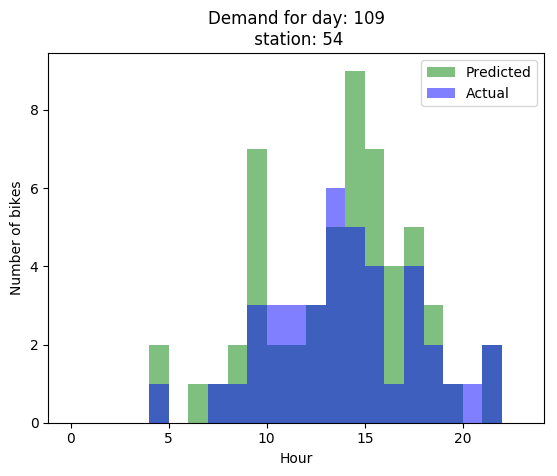 Demand for day: 109
station: 54
Predicted
Actual
Number of bikes
8
6
4
2
0
0 5 10 15 20
Hour